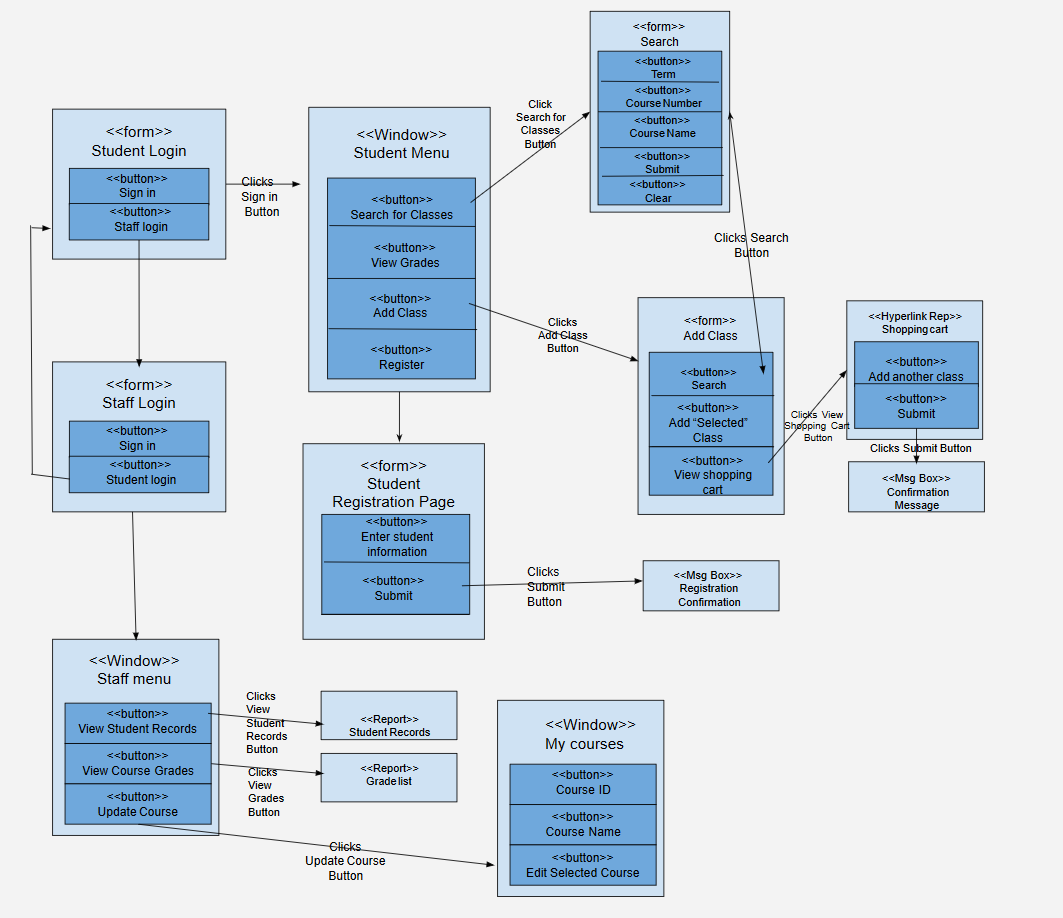 <<form>>
Student Login
<<button>>
Sign in
<<button>>
Staff login
Clicks
Sign in
Button
<<Window>>
Student Menu
<<button>>
Search for Classes
<<button>>
View Grades
<<button>>
Add Class
<<button>>
Register
Click
Search for
Classes
Button
<<form>>
Search
<<button>>
Term
<<button>>
Course Number
<<button>>
Course Name
<<button>>
Submit
<<button>>
Clear
Clicks Search
Button
Clicks
Add Class
Button
<<form>>
Add Class
<<button>>
Search
<<button>>
Add “Selected”
Class
<<button>>
View shopping
cart
Clicks View
Shopping Cart
Button
<<Hyperlink Rep>>
Shopping cart
<<button>>
Add another class
<<button>>
Submit
Clicks Submit Button
<<Msg Box>>
Confirmation
Message
<<form>>
Staff Login
<<button>>
Sign in
<<button>>
Student login
<<form>>
Student
Registration Page
<<button>>
Enter student
information
<<button>>
Submit
Clicks
Submit
Button
<<Msg Box>>
Registration
Confirmation
<<Window>>
Staff menu
<<button>>
View Student Records
<<button>>
View Course Grades
<<button>>
Update Course
Clicks
View
Student
Records
Button
<<Report>>
Student Records
Clicks
View
Grades
Button
<<Report>>
Grade list
Clicks
Update Course
Button
<<Window>>
My courses
<<button>>
Course ID
<<button>>
Course Name
<<button>>
Edit Selected Course